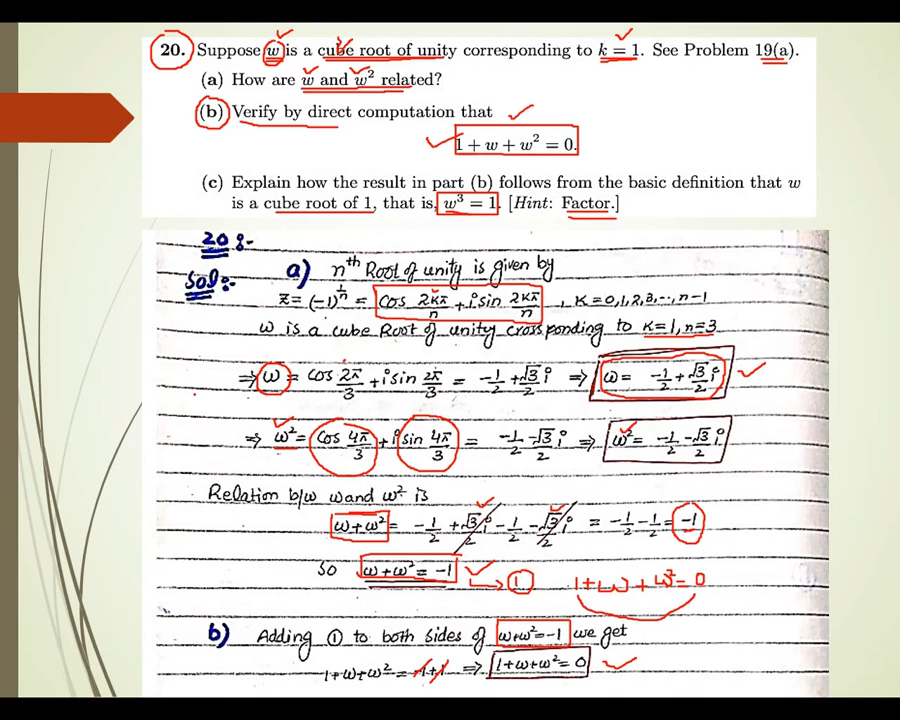 20. Suppose w is a cube root of unity corresponding to k = 1. See Problem 19(a).
(a) How are w and w² related?
(b) Verify by direct computation that
1 + w + w² = 0.
(c) Explain how the result in part (b) follows from the basic definition that w
is a cube root of 1, that is, w³ = 1. [Hint: Factor.]
20:-
Sol:- a) nth Root of unity is given by
z = (-1)^(1/n) = cos 2kπ/n + i sin 2kπ/n , K=0,1,2,3,--,n-1
ω is a cube Root of unity crossponding to K=1, n=3
⇒ ω = cos 2π/3 + i sin 2π/3 = -1/2 + √3/2 i ⇒ ω = -1/2 + √3/2 i
⇒ ω² = cos 4π/3 + i sin 4π/3 = -1/2 - √3/2 i ⇒ ω² = -1/2 - √3/2 i
Relation b/w ω and ω² is
ω+ω² = -1/2 + √3/2 i - 1/2 - √3/2 i = -1/2 - 1/2 = -1
So ω+ω² = -1 → ① 1+ω+ω²=0
b) Adding ① to both sides of ω+ω²=-1 we get
1+ω+ω² = -1+1 ⇒ 1+ω+ω²=0